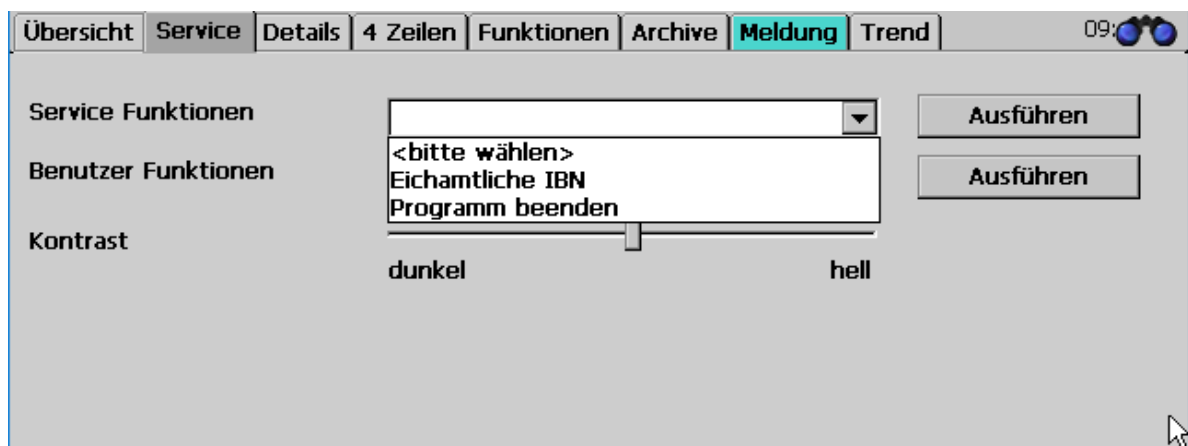 Übersicht Service Details 4 Zeilen Funktionen Archive Meldung Trend 09:
Service Funktionen Ausführen
<bitte wählen>
Benutzer Funktionen Eichamtliche IBN Ausführen
Programm beenden
Kontrast
dunkel hell